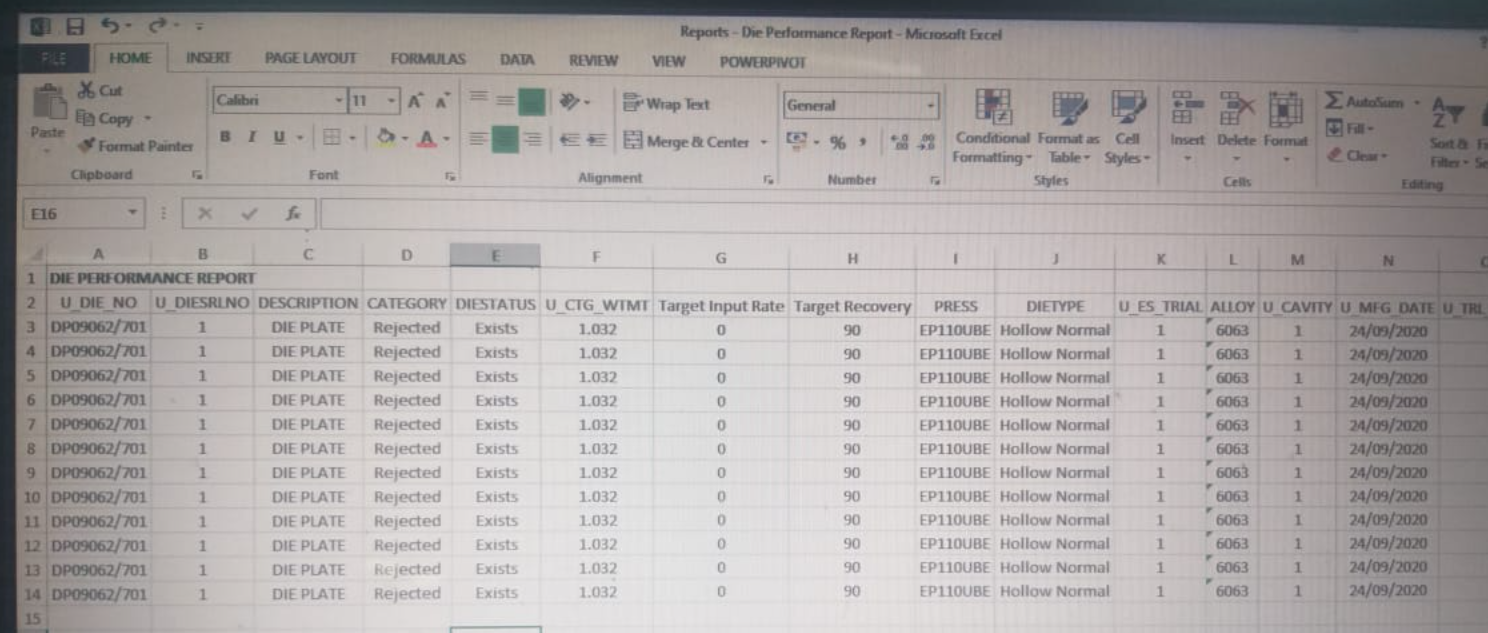 Reports - Die Performance Report - Microsoft Excel
FILE HOME INSERT PAGE LAYOUT FORMULAS DATA REVIEW VIEW POWERPIVOT
Cut
Copy
Format Painter
Paste
Clipboard
Calibri 11
B I U
Font
Wrap Text
Merge & Center
Alignment
General
%
Number
Conditional Formatting
Format as Table
Cell Styles
Styles
Insert Delete Format
Cells
AutoSum
Fill
Clear
Sort &
Filter
Editing
E16 fx
A B C D E F G H I J K L M N
1 DIE PERFORMANCE REPORT
2 U_DIE_NO U_DIESRLNO DESCRIPTION CATEGORY DIESTATUS U_CTG_WTMT Target Input Rate Target Recovery PRESS DIETYPE U_ES_TRIAL ALLOY U_CAVITY U_MFG_DATE U_TRL
3 DP09062/701 1 DIE PLATE Rejected Exists 1.032 0 90 EP110UBE Hollow Normal 1 6063 1 24/09/2020
4 DP09062/701 1 DIE PLATE Rejected Exists 1.032 0 90 EP110UBE Hollow Normal 1 6063 1 24/09/2020
5 DP09062/701 1 DIE PLATE Rejected Exists 1.032 0 90 EP110UBE Hollow Normal 1 6063 1 24/09/2020
6 DP09062/701 1 DIE PLATE Rejected Exists 1.032 0 90 EP110UBE Hollow Normal 1 6063 1 24/09/2020
7 DP09062/701 1 DIE PLATE Rejected Exists 1.032 0 90 EP110UBE Hollow Normal 1 6063 1 24/09/2020
8 DP09062/701 1 DIE PLATE Rejected Exists 1.032 0 90 EP110UBE Hollow Normal 1 6063 1 24/09/2020
9 DP09062/701 1 DIE PLATE Rejected Exists 1.032 0 90 EP110UBE Hollow Normal 1 6063 1 24/09/2020
10 DP09062/701 1 DIE PLATE Rejected Exists 1.032 0 90 EP110UBE Hollow Normal 1 6063 1 24/09/2020
11 DP09062/701 1 DIE PLATE Rejected Exists 1.032 0 90 EP110UBE Hollow Normal 1 6063 1 24/09/2020
12 DP09062/701 1 DIE PLATE Rejected Exists 1.032 0 90 EP110UBE Hollow Normal 1 6063 1 24/09/2020
13 DP09062/701 1 DIE PLATE Rejected Exists 1.032 0 90 EP110UBE Hollow Normal 1 6063 1 24/09/2020
14 DP09062/701 1 DIE PLATE Rejected Exists 1.032 0 90 EP110UBE Hollow Normal 1 6063 1 24/09/2020
15